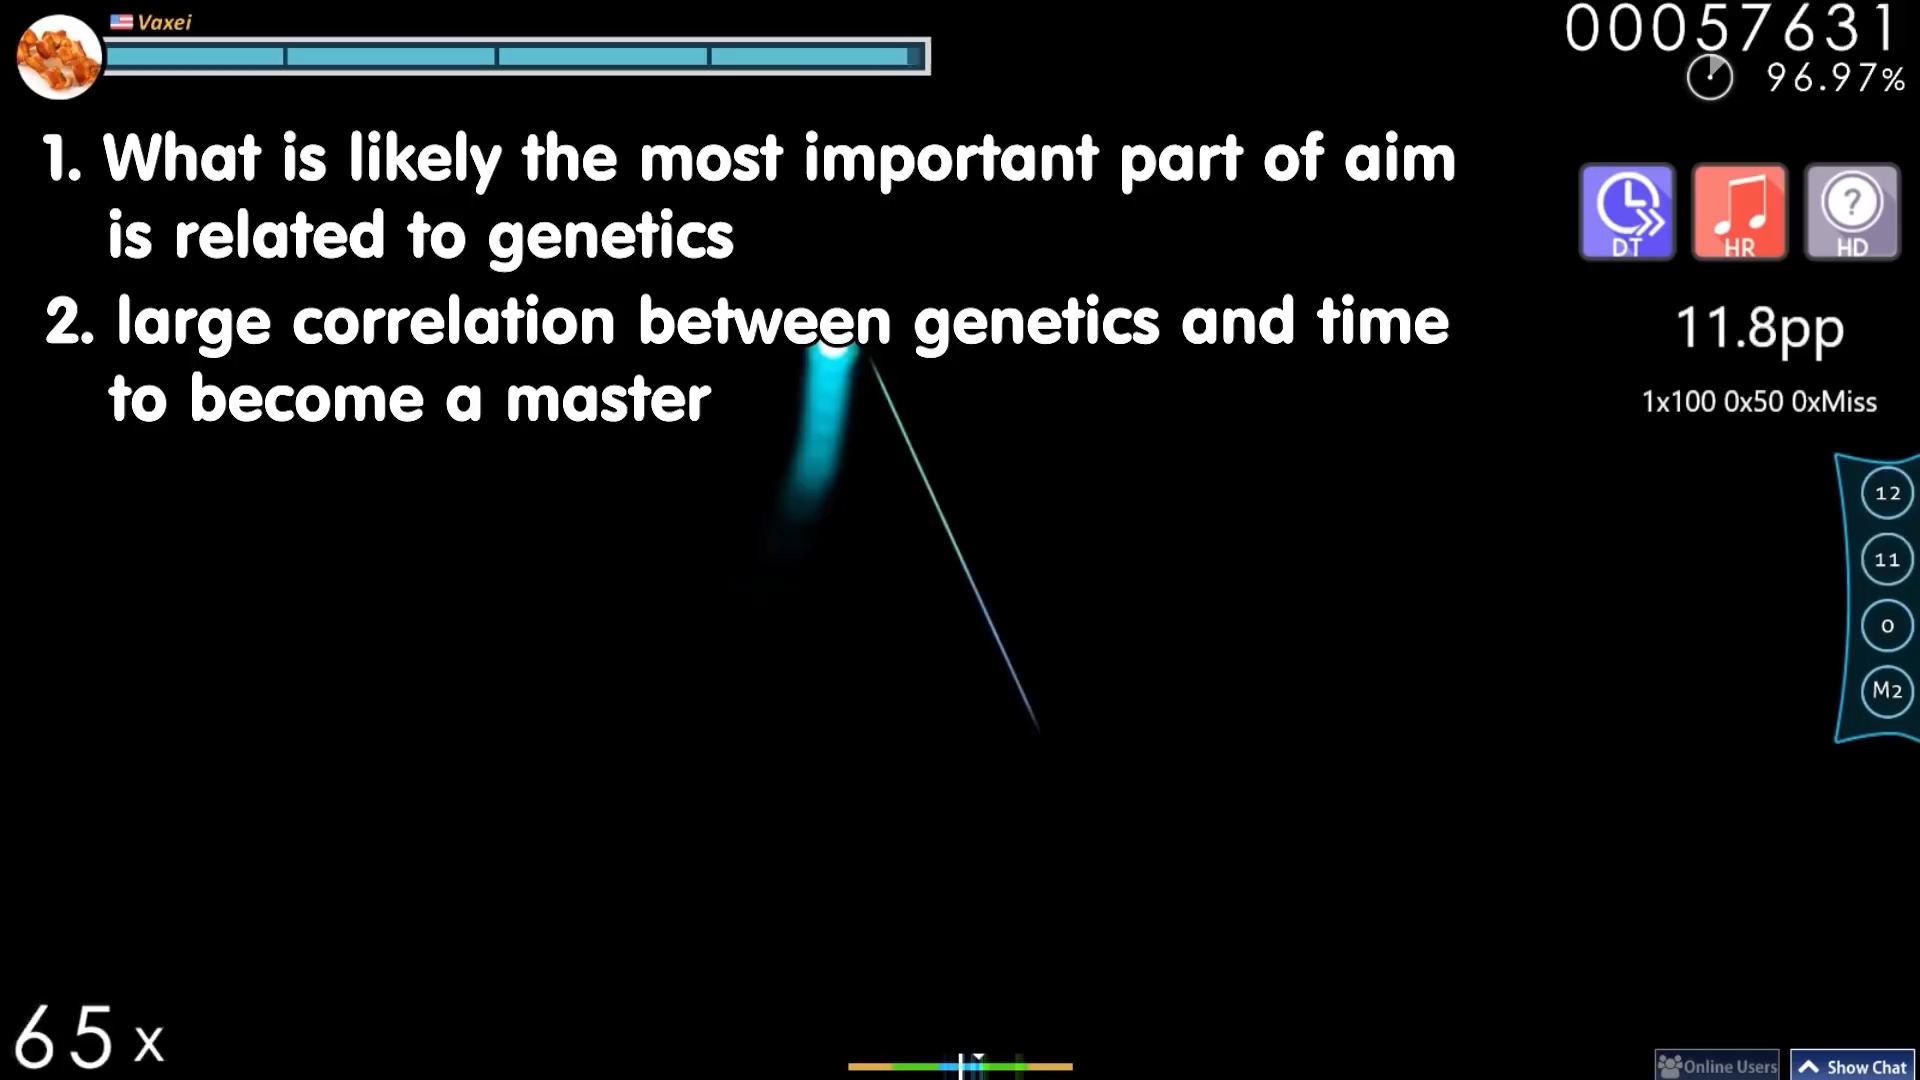 Vaxei
00057631
96.97%
1. What is likely the most important part of aim
is related to genetics
2. large correlation between genetics and time
to become a master
DT
HR
?
HD
11.8pp
1x100 0x50 0xMiss
12
11
0
M2
65x
Online Users
Show Chat